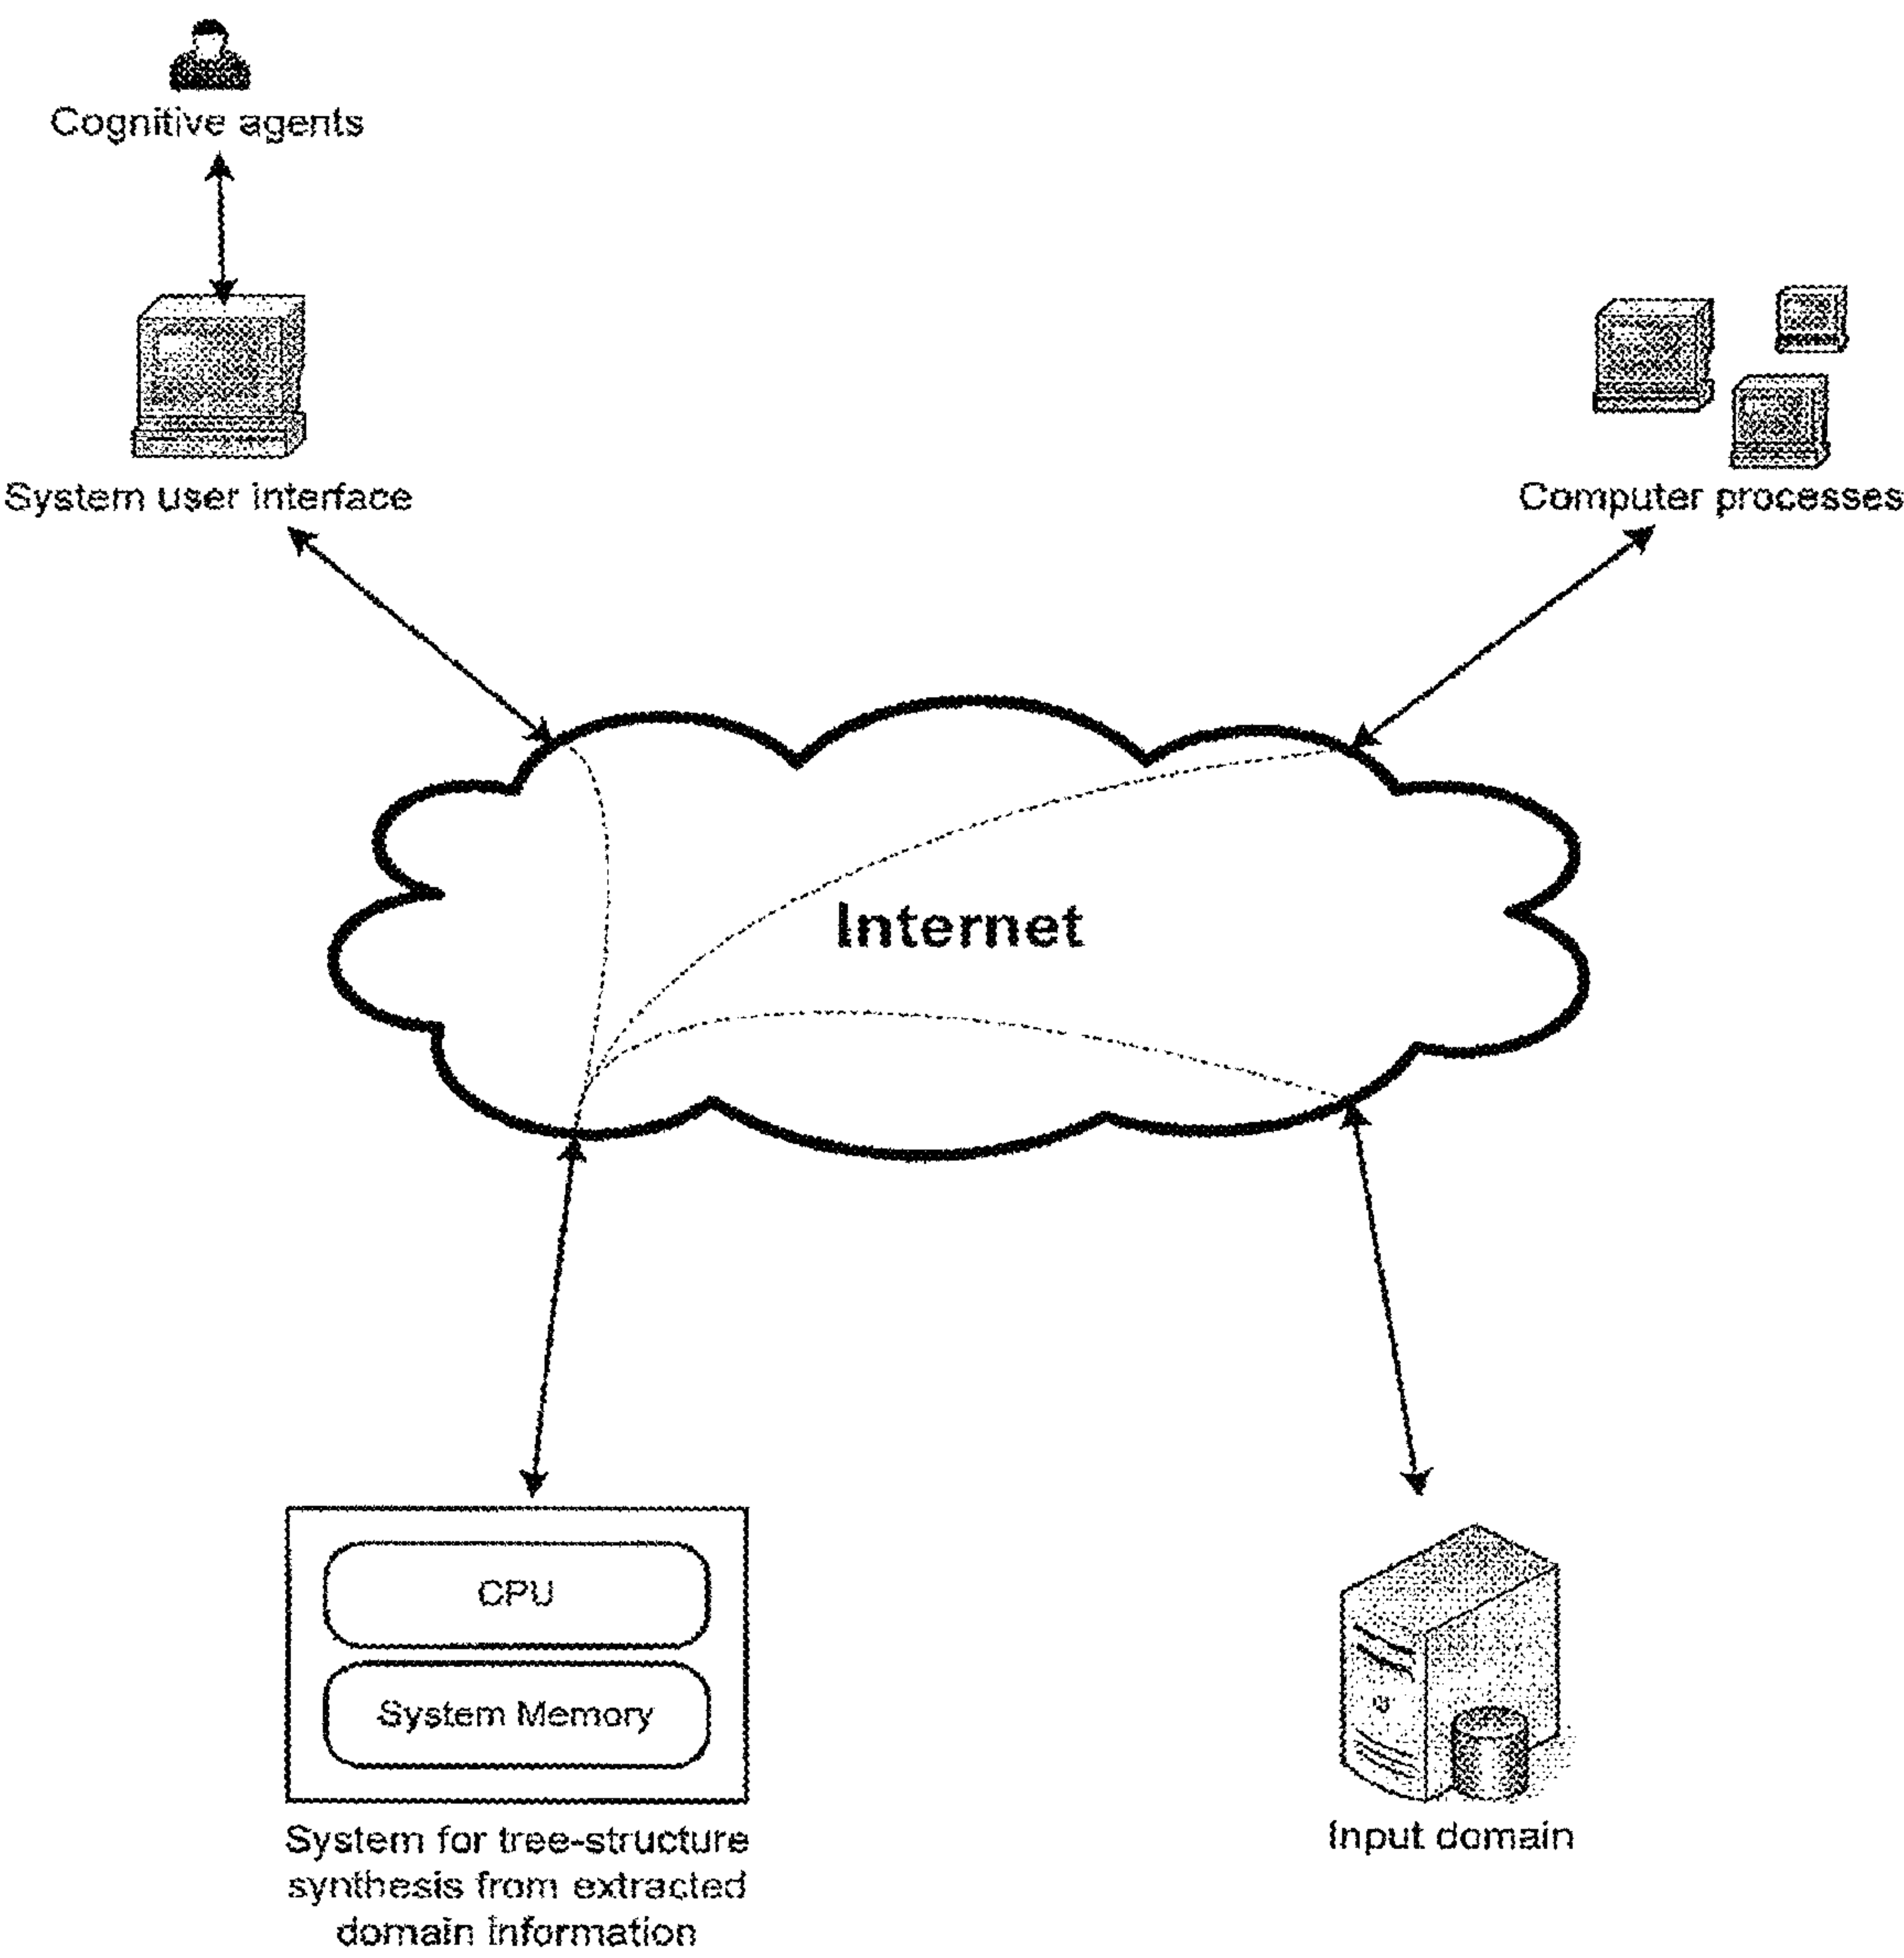 Cognitive agents
System user interface
Computer processes
Internet
CPU
System Memory
System for tree-structure
synthesis from extracted
domain information
Input domain